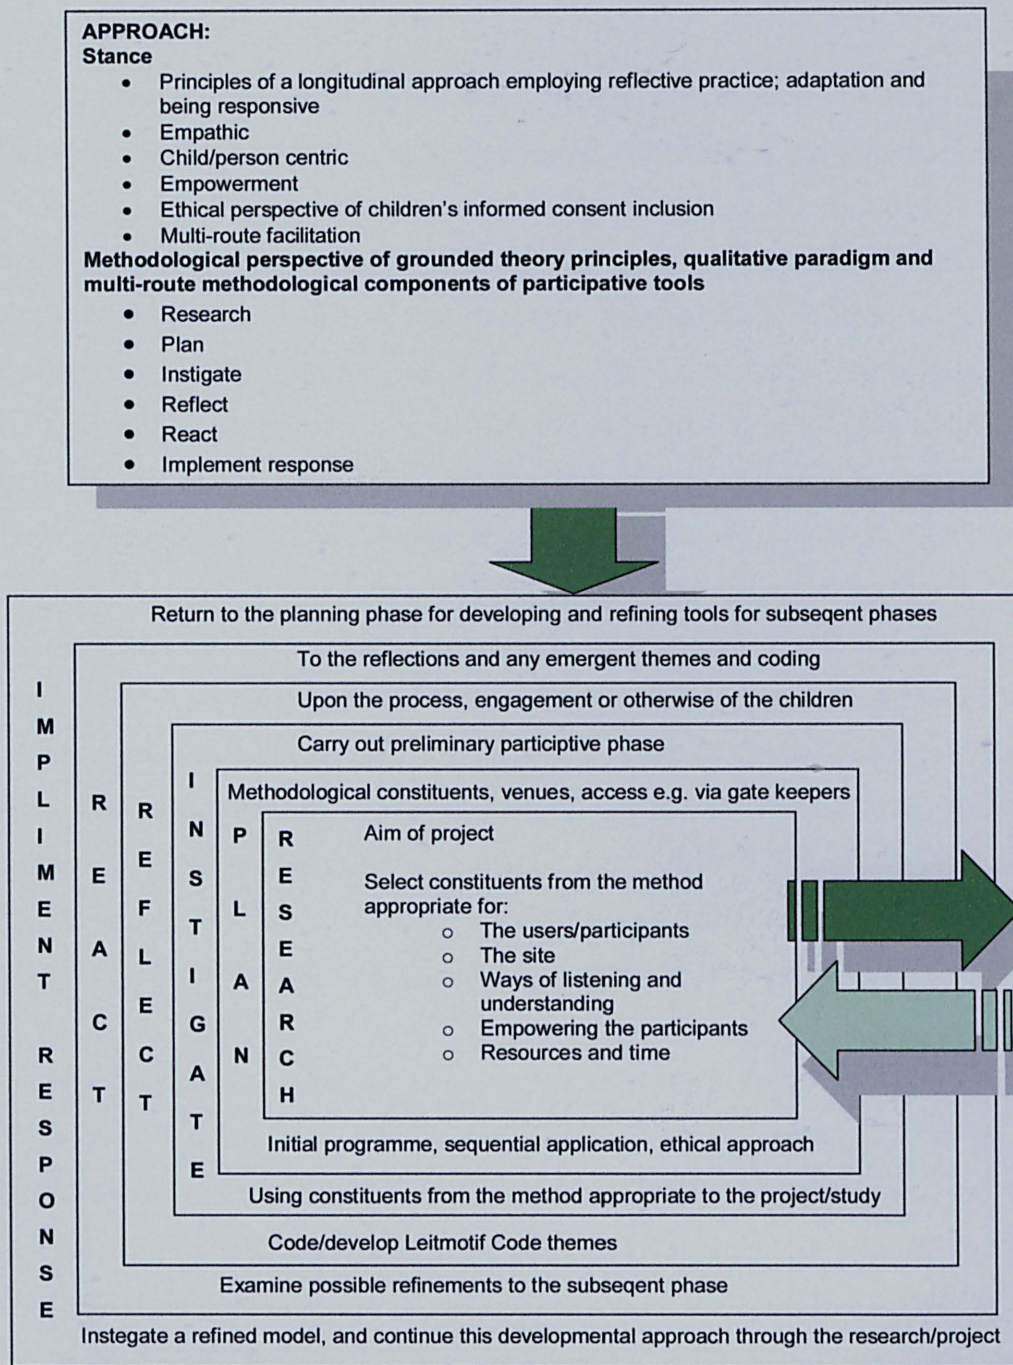 APPROACH:
Stance
• Principles of a longitudinal approach employing reflective practice; adaptation and
being responsive
• Empathic
• Child/person centric
• Empowerment
• Ethical perspective of children's informed consent inclusion
• Multi-route facilitation
Methodological perspective of grounded theory principles, qualitative paradigm and
multi-route methodological components of participative tools
• Research
• Plan
• Instigate
• Reflect
• React
• Implement response
Return to the planning phase for developing and refining tools for subseqent phases
To the reflections and any emergent themes and coding
Upon the process, engagement or otherwise of the children
Carry out preliminary participtive phase
Methodological constituents, venues, access e.g. via gate keepers
IMPLIMENT RESPONSE
REACT
REFLECT
INSTIGATE
PLAN
RESEARCH
Aim of project
Select constituents from the method
appropriate for:
o The users/participants
o The site
o Ways of listening and
understanding
o Empowering the participants
o Resources and time
Initial programme, sequential application, ethical approach
Using constituents from the method appropriate to the project/study
Code/develop Leitmotif Code themes
Examine possible refinements to the subseqent phase
Instegate a refined model, and continue this developmental approach through the research/project